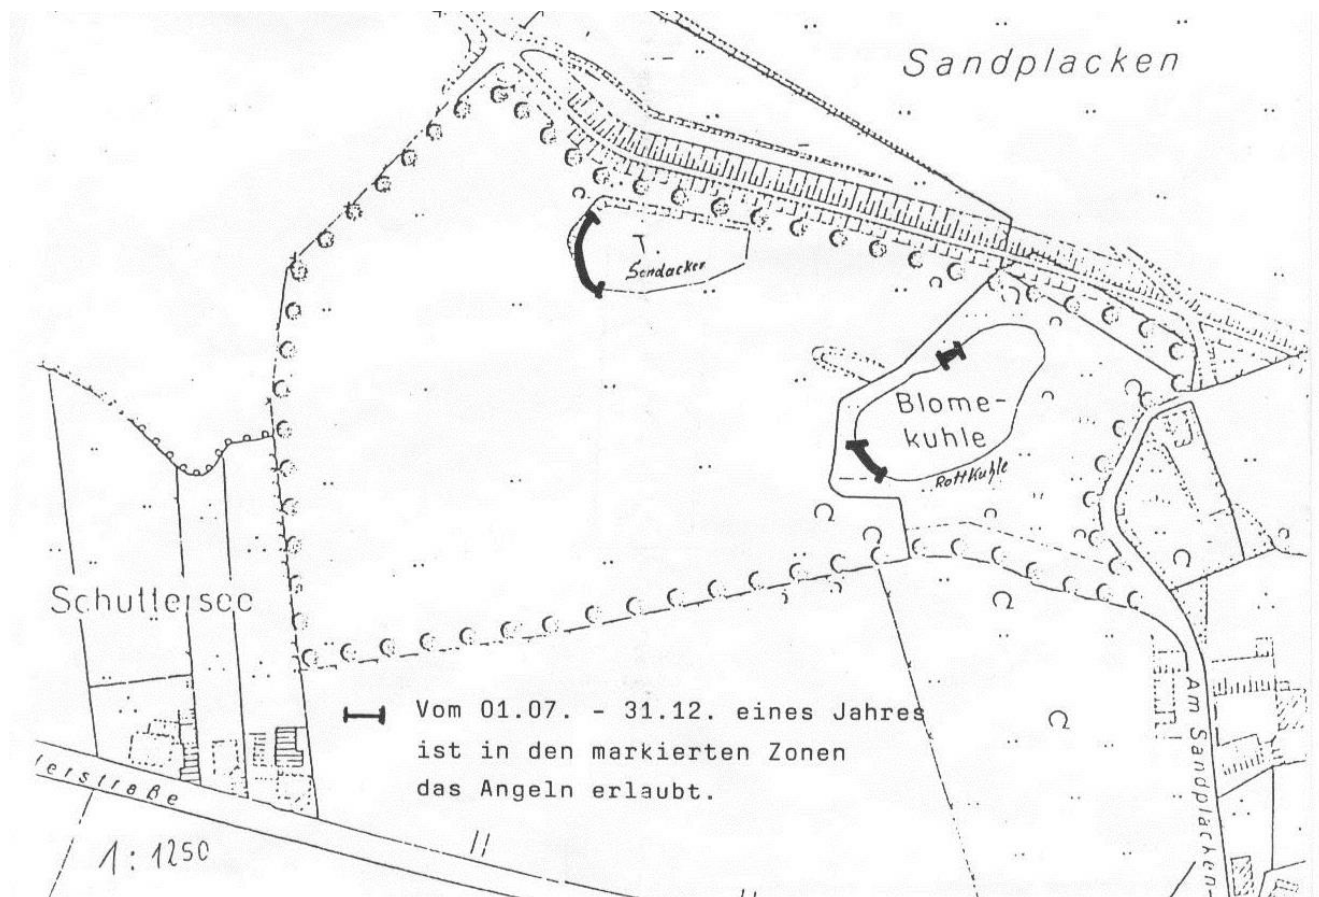 Sandplacken
T.
Sandacker
Blome-
kuhle
Rottkuhle
Schuttersee
Vom 01.07. - 31.12. eines Jahres
ist in den markierten Zonen
das Angeln erlaubt.
terstraße
Am Sandplacken-
1: 1250